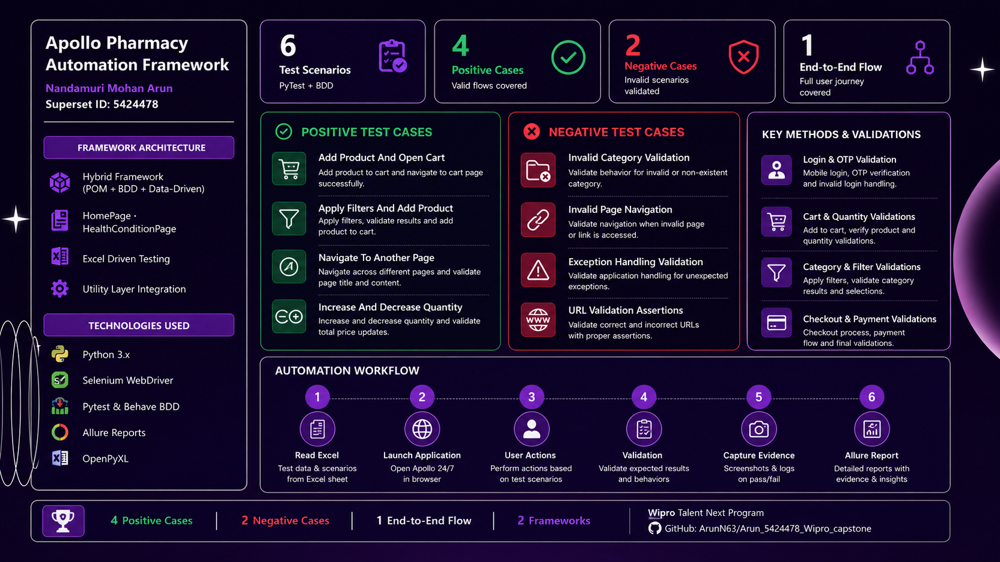 Apollo Pharmacy
Automation Framework
Nandamuri Mohan Arun
Superset ID: 5424478
FRAMEWORK ARCHITECTURE
Hybrid Framework
(POM + BDD + Data-Driven)
HomePage ·
HealthConditionPage
Excel Driven Testing
Utility Layer Integration
TECHNOLOGIES USED
Python 3.x
Selenium WebDriver
Pytest & Behave BDD
Allure Reports
OpenPyXL
6
Test Scenarios
PyTest + BDD
4
Positive Cases
Valid flows covered
2
Negative Cases
Invalid scenarios
validated
1
End-to-End Flow
Full user journey
covered
POSITIVE TEST CASES
Add Product And Open Cart
Add product to cart and navigate to cart page
successfully.
Apply Filters And Add Product
Apply filters, validate results and add
product to cart.
Navigate To Another Page
Navigate across different pages and validate
page title and content.
Increase And Decrease Quantity
Increase and decrease quantity and validate
total price updates.
NEGATIVE TEST CASES
Invalid Category Validation
Validate behavior for invalid or non-existent
category.
Invalid Page Navigation
Validate navigation when invalid page
or link is accessed.
Exception Handling Validation
Validate application handling for unexpected
exceptions.
WWW
URL Validation Assertions
Validate correct and incorrect URLs
with proper assertions.
KEY METHODS & VALIDATIONS
Login & OTP Validation
Mobile login, OTP verification
and invalid login handling.
Cart & Quantity Validations
Add to cart, verify product and
quantity validations.
Category & Filter Validations
Apply filters, validate category
results and selections.
Checkout & Payment Validations
Checkout process, payment
flow and final validations.
AUTOMATION WORKFLOW
1
Read Excel
Test data & scenarios
from Excel sheet
2
Launch Application
Open Apollo 24/7
in browser
3
User Actions
Perform actions based
on test scenarios
4
Validation
Validate expected results
and behaviors
5
Capture Evidence
Screenshots & logs
on pass/fail
6
Allure Report
Detailed reports with
evidence & insights
4 Positive Cases
2 Negative Cases
1 End-to-End Flow
2 Frameworks
Wipro Talent Next Program
GitHub: ArunN63/Arun_5424478_Wipro_capstone